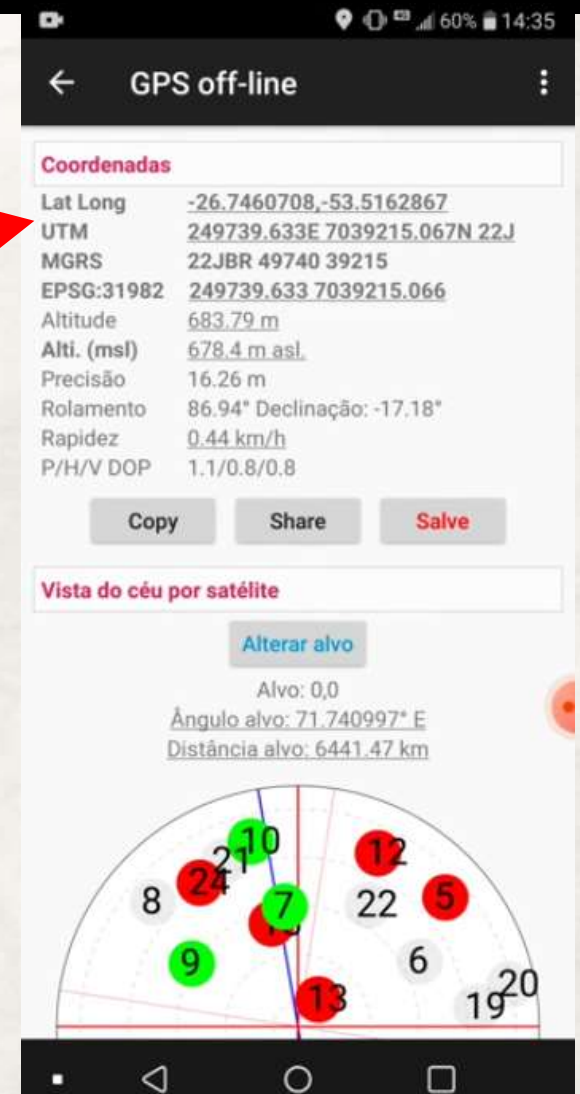 60% 14:35
GPS off-line
Coordenadas
Lat Long -26.7460708,-53.5162867
UTM 249739.633E 7039215.067N 22J
MGRS 22JBR 49740 39215
EPSG:31982 249739.633 7039215.066
Altitude 683.79 m
Alti. (msl) 678.4 m asl.
Precisão 16.26 m
Rolamento 86.94° Declinação: -17.18°
Rapidez 0.44 km/h
P/H/V DOP 1.1/0.8/0.8
Copy Share Salve
Vista do céu por satélite
Alterar alvo
Alvo: 0,0
Ângulo alvo: 71.740997° E
Distância alvo: 6441.47 km
10 12
21
24 5
8 7 22
9 6
13 19 20